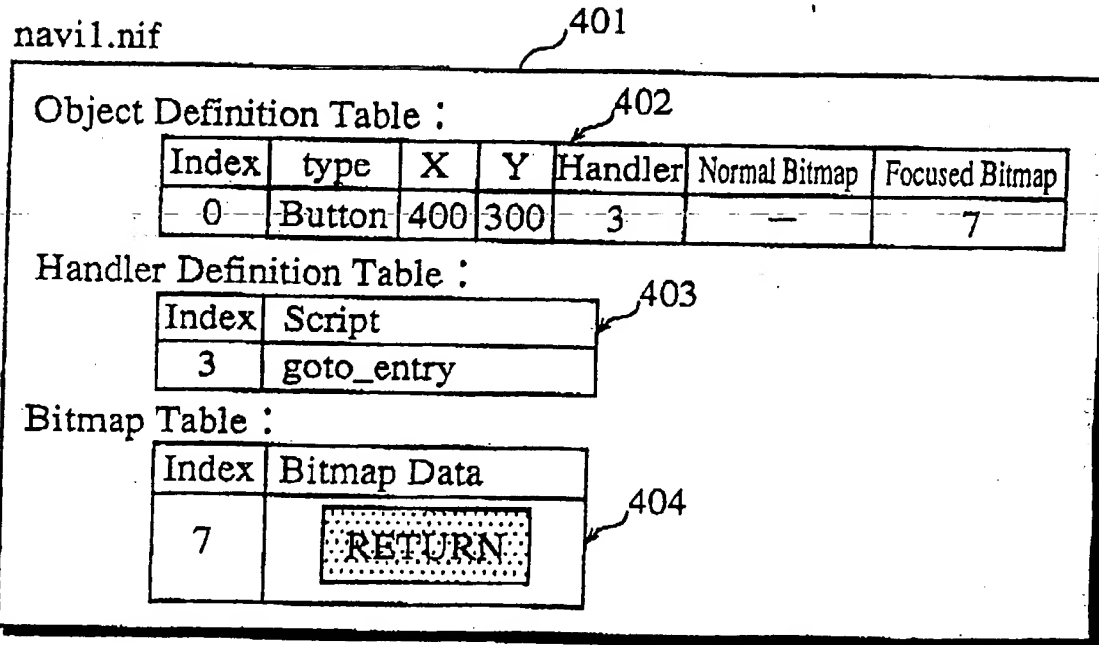 navi1.nif 401
Object Definition Table : 402
Index type X Y Handler Normal Bitmap Focused Bitmap
0 Button 400 300 3 — 7
Handler Definition Table : 403
Index Script
3 goto_entry
Bitmap Table :
Index Bitmap Data
404
7 RETURN